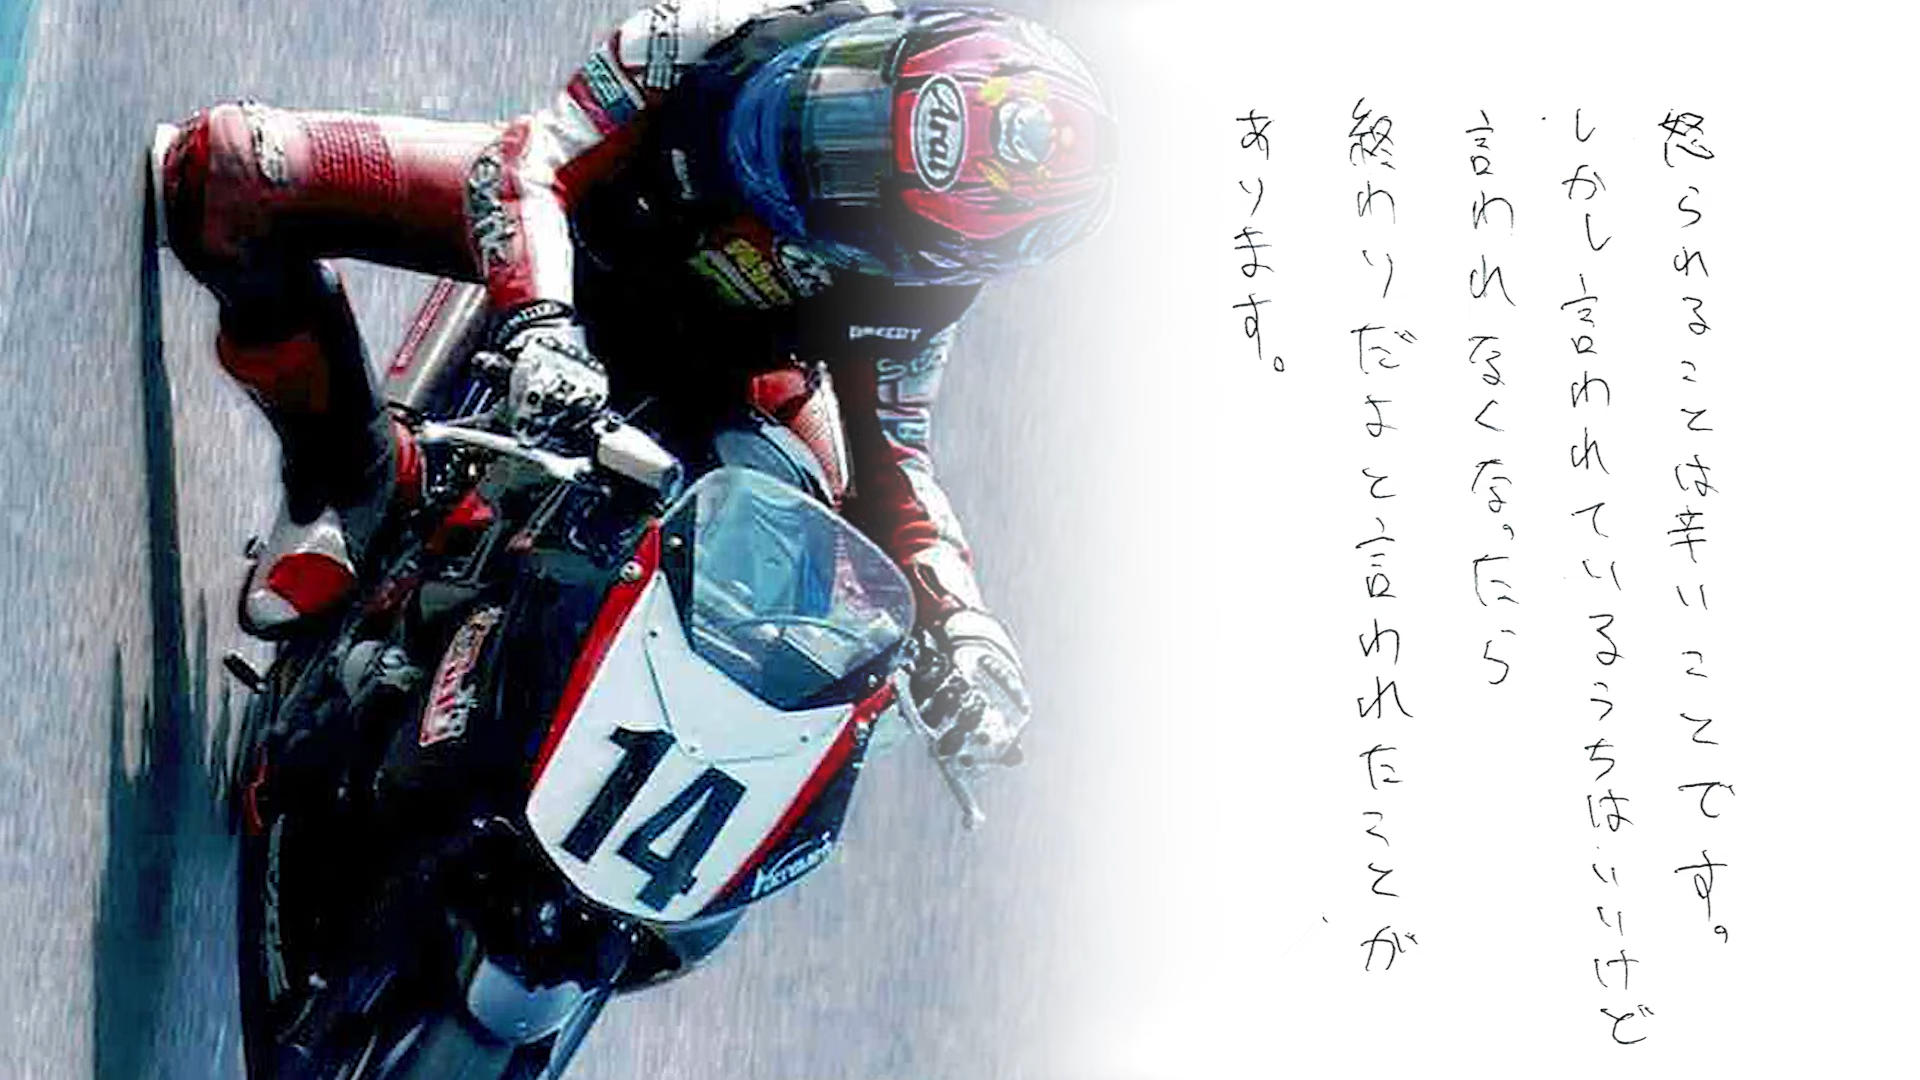 怒られることは辛いことです。
しかし言われているうちはいいけど
言われなくなったら
終わりだよと言われたことが
あります。
Arai
14